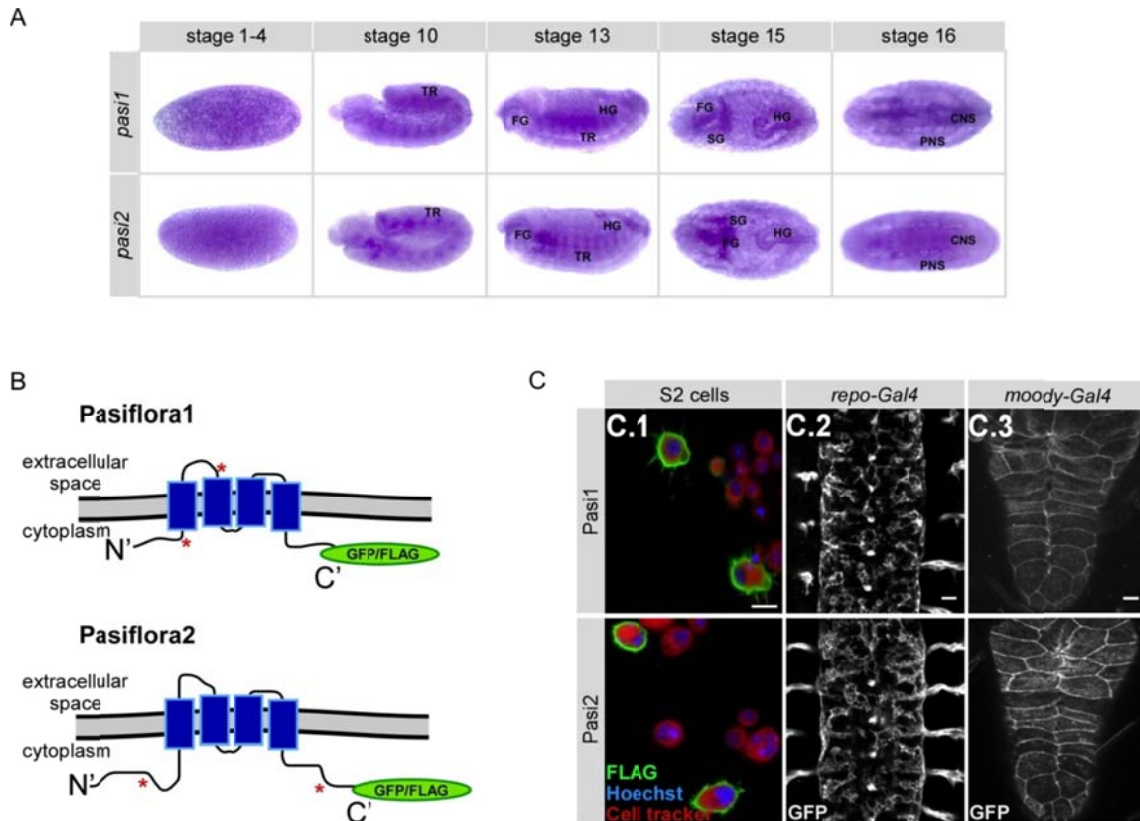 A
stage 1-4 stage 10 stage 13 stage 15 stage 16
pasi1
TR
FG HG TR
FG SG HG
CNS PNS
pasi2
TR
FG HG TR
SG FG HG
CNS PNS
B
Pasiflora1
extracellular
space
cytoplasm
*
*
N'
C'
GFP/FLAG
Pasiflora2
extracellular
space
cytoplasm
N'
*
*
C'
GFP/FLAG
C
S2 cells repo-Gal4 moody-Gal4
Pasi1
C.1 C.2 C.3
Pasi2
FLAG
Hoechst
Cell tracker
GFP GFP